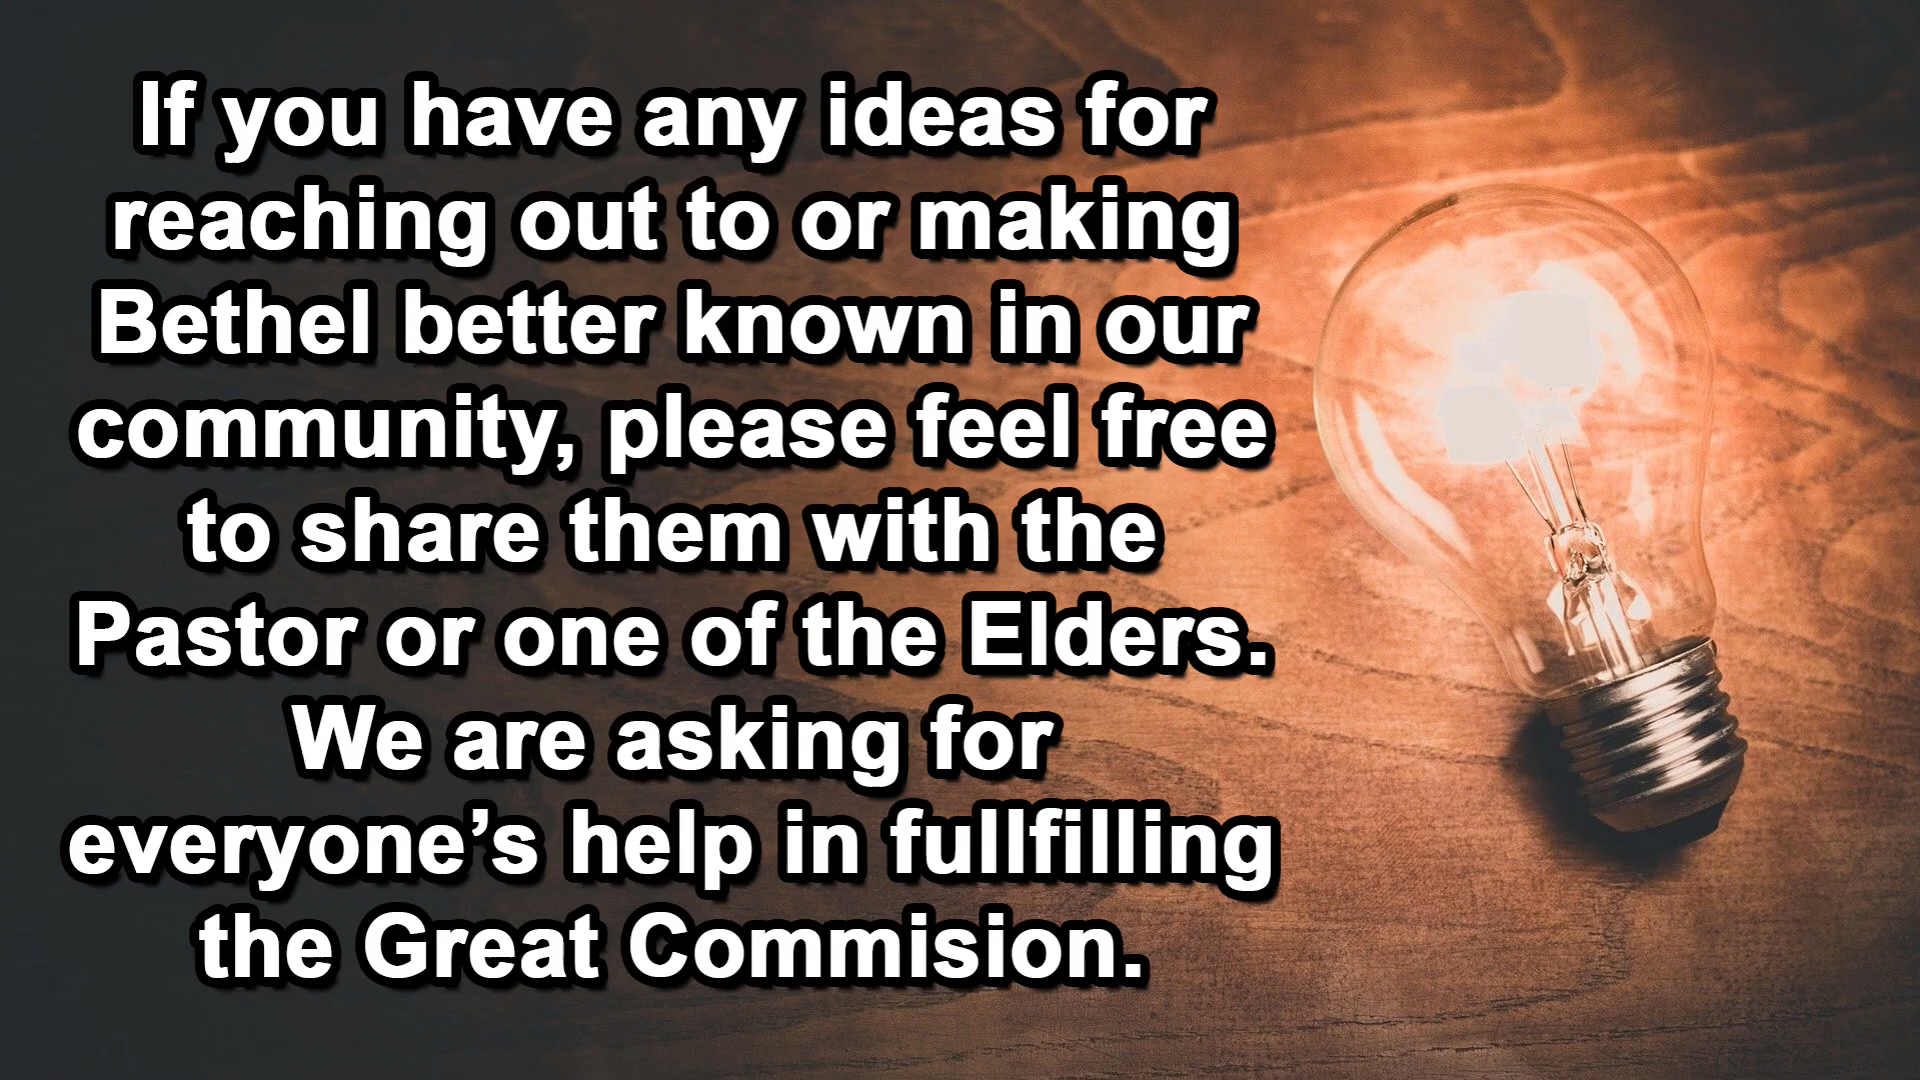 If you have any ideas for
reaching out to or making
Bethel better known in our
community, please feel free
to share them with the
Pastor or one of the Elders.
We are asking for
everyone’s help in fullfilling
the Great Commision.